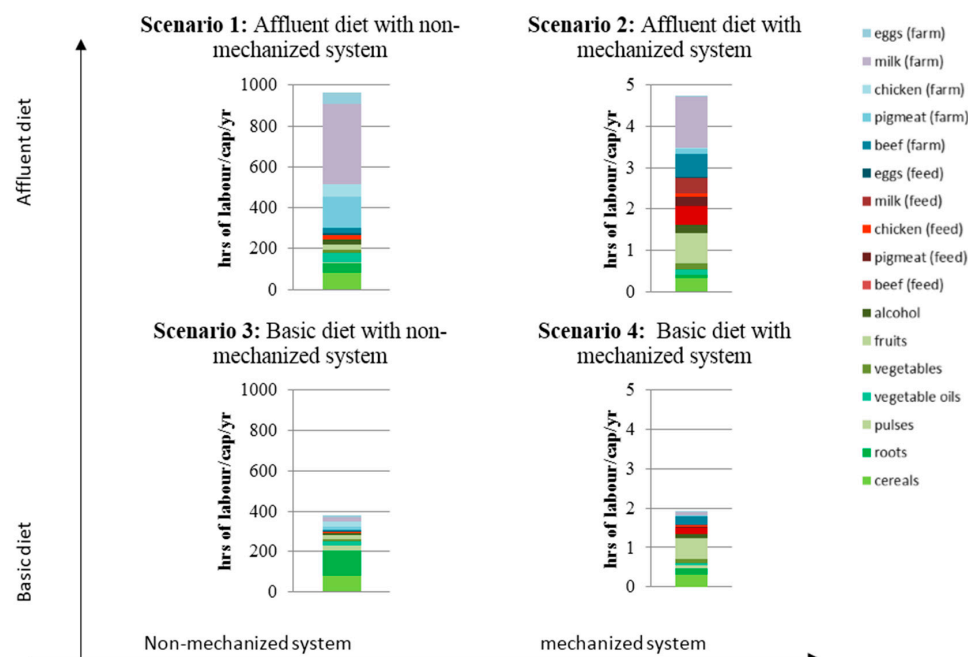 Scenario 1: Affluent diet with non-
mechanized system
hrs of labour/cap/yr
1000
800
600
400
200
0
Scenario 2: Affluent diet with
mechanized system
hrs of labour/cap/yr
5
4
3
2
1
0
Affluent diet
Scenario 3: Basic diet with non-
mechanized system
hrs of labour/cap/yr
1000
800
600
400
200
0
Scenario 4: Basic diet with
mechanized system
hrs of labour/cap/yr
5
4
3
2
1
0
Basic diet
Non-mechanized system
mechanized system
eggs (farm)
milk (farm)
chicken (farm)
pigmeat (farm)
beef (farm)
eggs (feed)
milk (feed)
chicken (feed)
pigmeat (feed)
beef (feed)
alcohol
fruits
vegetables
vegetable oils
pulses
roots
cereals